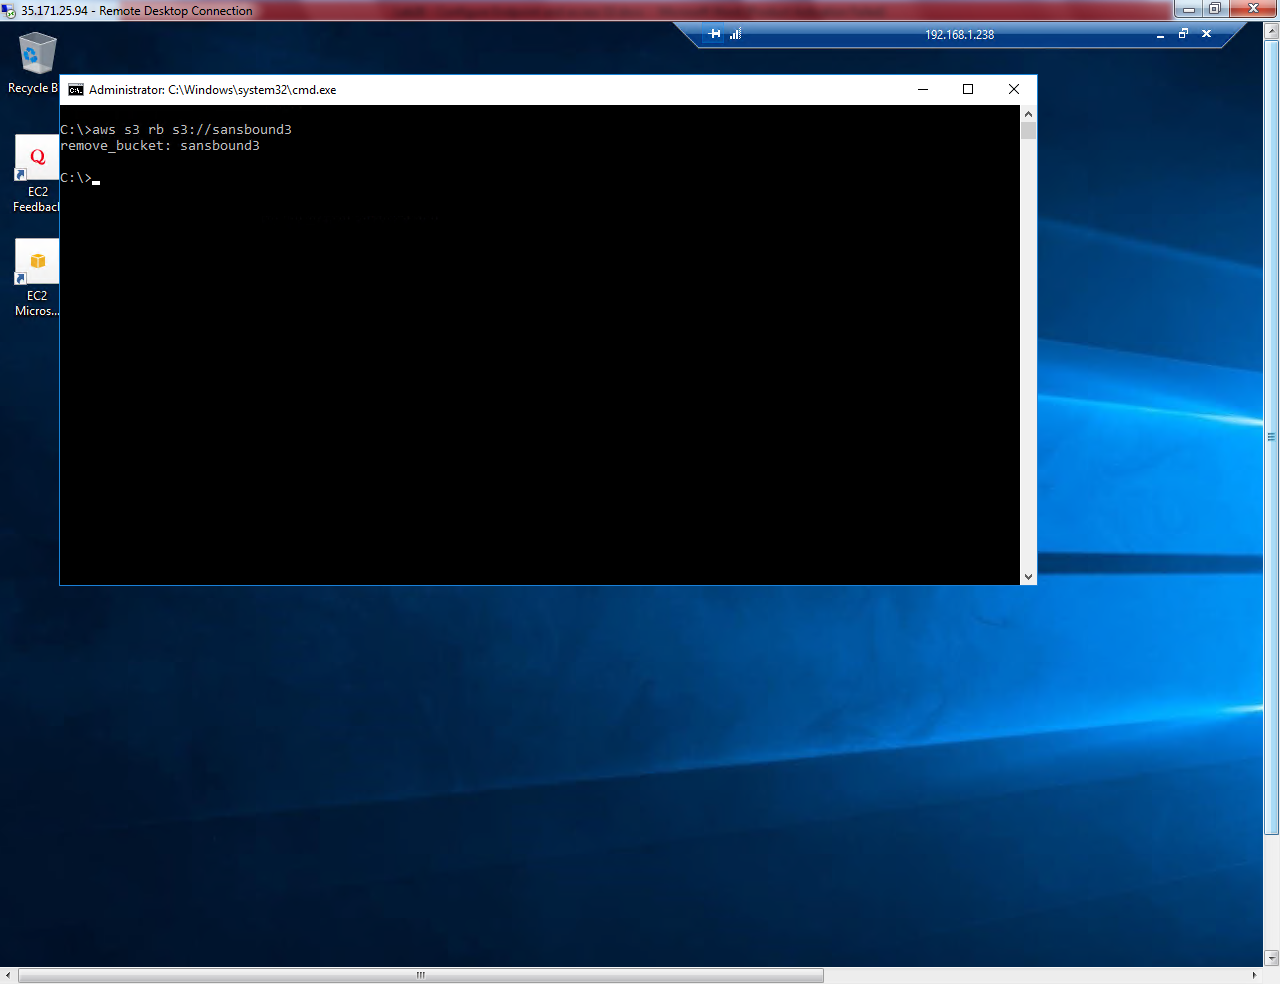 35.171.25.94 - Remote Desktop Connection
192.168.1.238
Recycle B
Administrator: C:\Windows\system32\cmd.exe
C:\>aws s3 rb s3://sansbound3
remove_bucket: sansbound3
C:\>
Q
EC2
Feedbac
EC2
Micros...